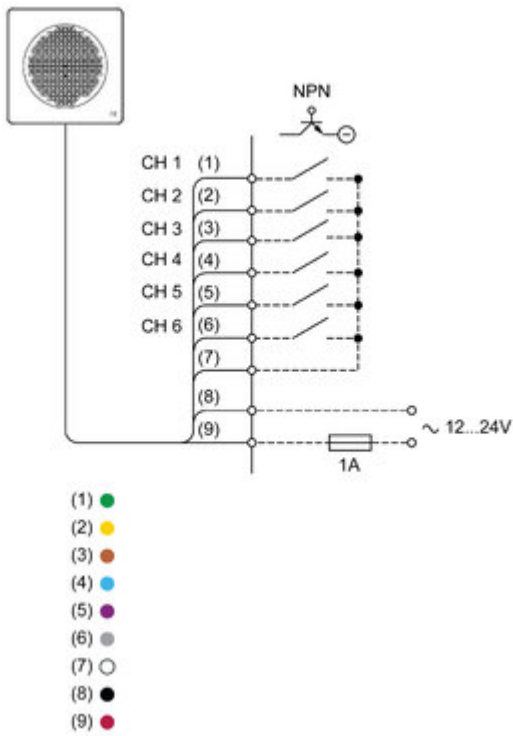 NPN
CH 1 (1)
CH 2 (2)
CH 3 (3)
CH 4 (4)
CH 5 (5)
CH 6 (6)
(7)
(8)
(9)
∼ 12...24V
1A
(1)
(2)
(3)
(4)
(5)
(6)
(7)
(8)
(9)